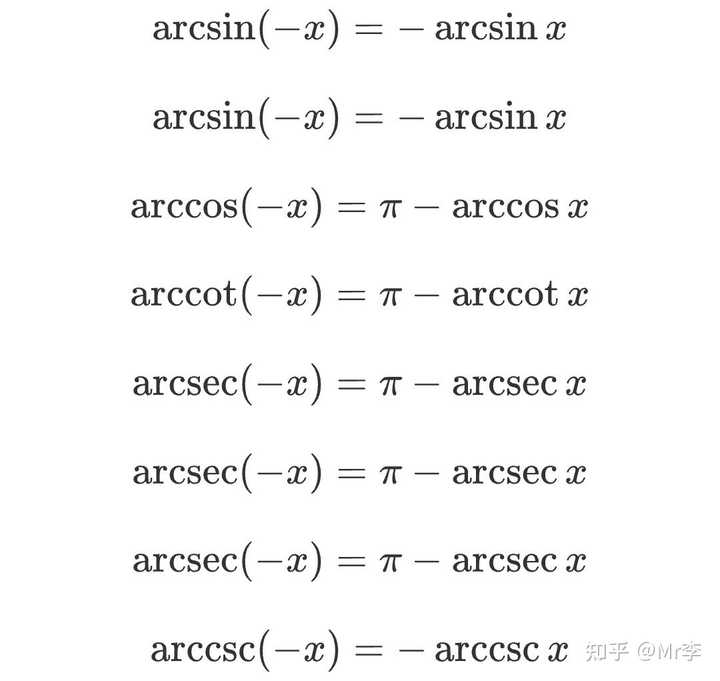 arcsin(−x) = − arcsin x
arcsin(−x) = − arcsin x
arccos(−x) = π − arccos x
arccot(−x) = π − arccot x
arcsec(−x) = π − arcsec x
arcsec(−x) = π − arcsec x
arcsec(−x) = π − arcsec x
arccsc(−x) = − arccsc x
知乎 @Mr李